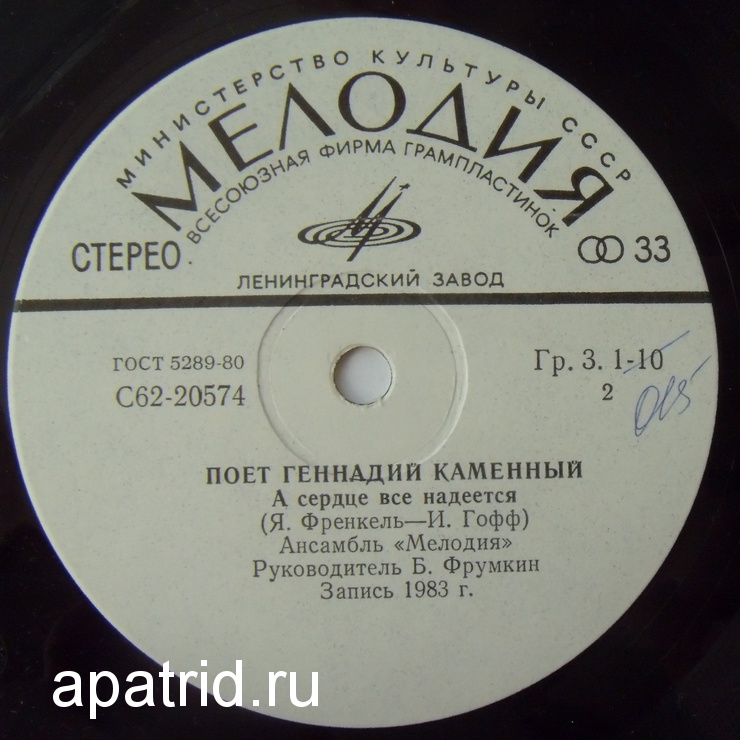 МИНИСТЕРСТВО КУЛЬТУРЫ СССР
МЕЛОДИЯ
ВСЕСОЮЗНАЯ ФИРМА ГРАМПЛАСТИНОК
СТЕРЕО 33
ЛЕНИНГРАДСКИЙ ЗАВОД
ГОСТ 5289-80 Гр. 3. 1-10
С62-20574 2
ПОЕТ ГЕННАДИЙ КАМЕННЫЙ
А сердце все надеется
(Я. Френкель—И. Гофф)
Ансамбль «Мелодия»
Руководитель Б. Фрумкин
Запись 1983 г.
apatrid.ru